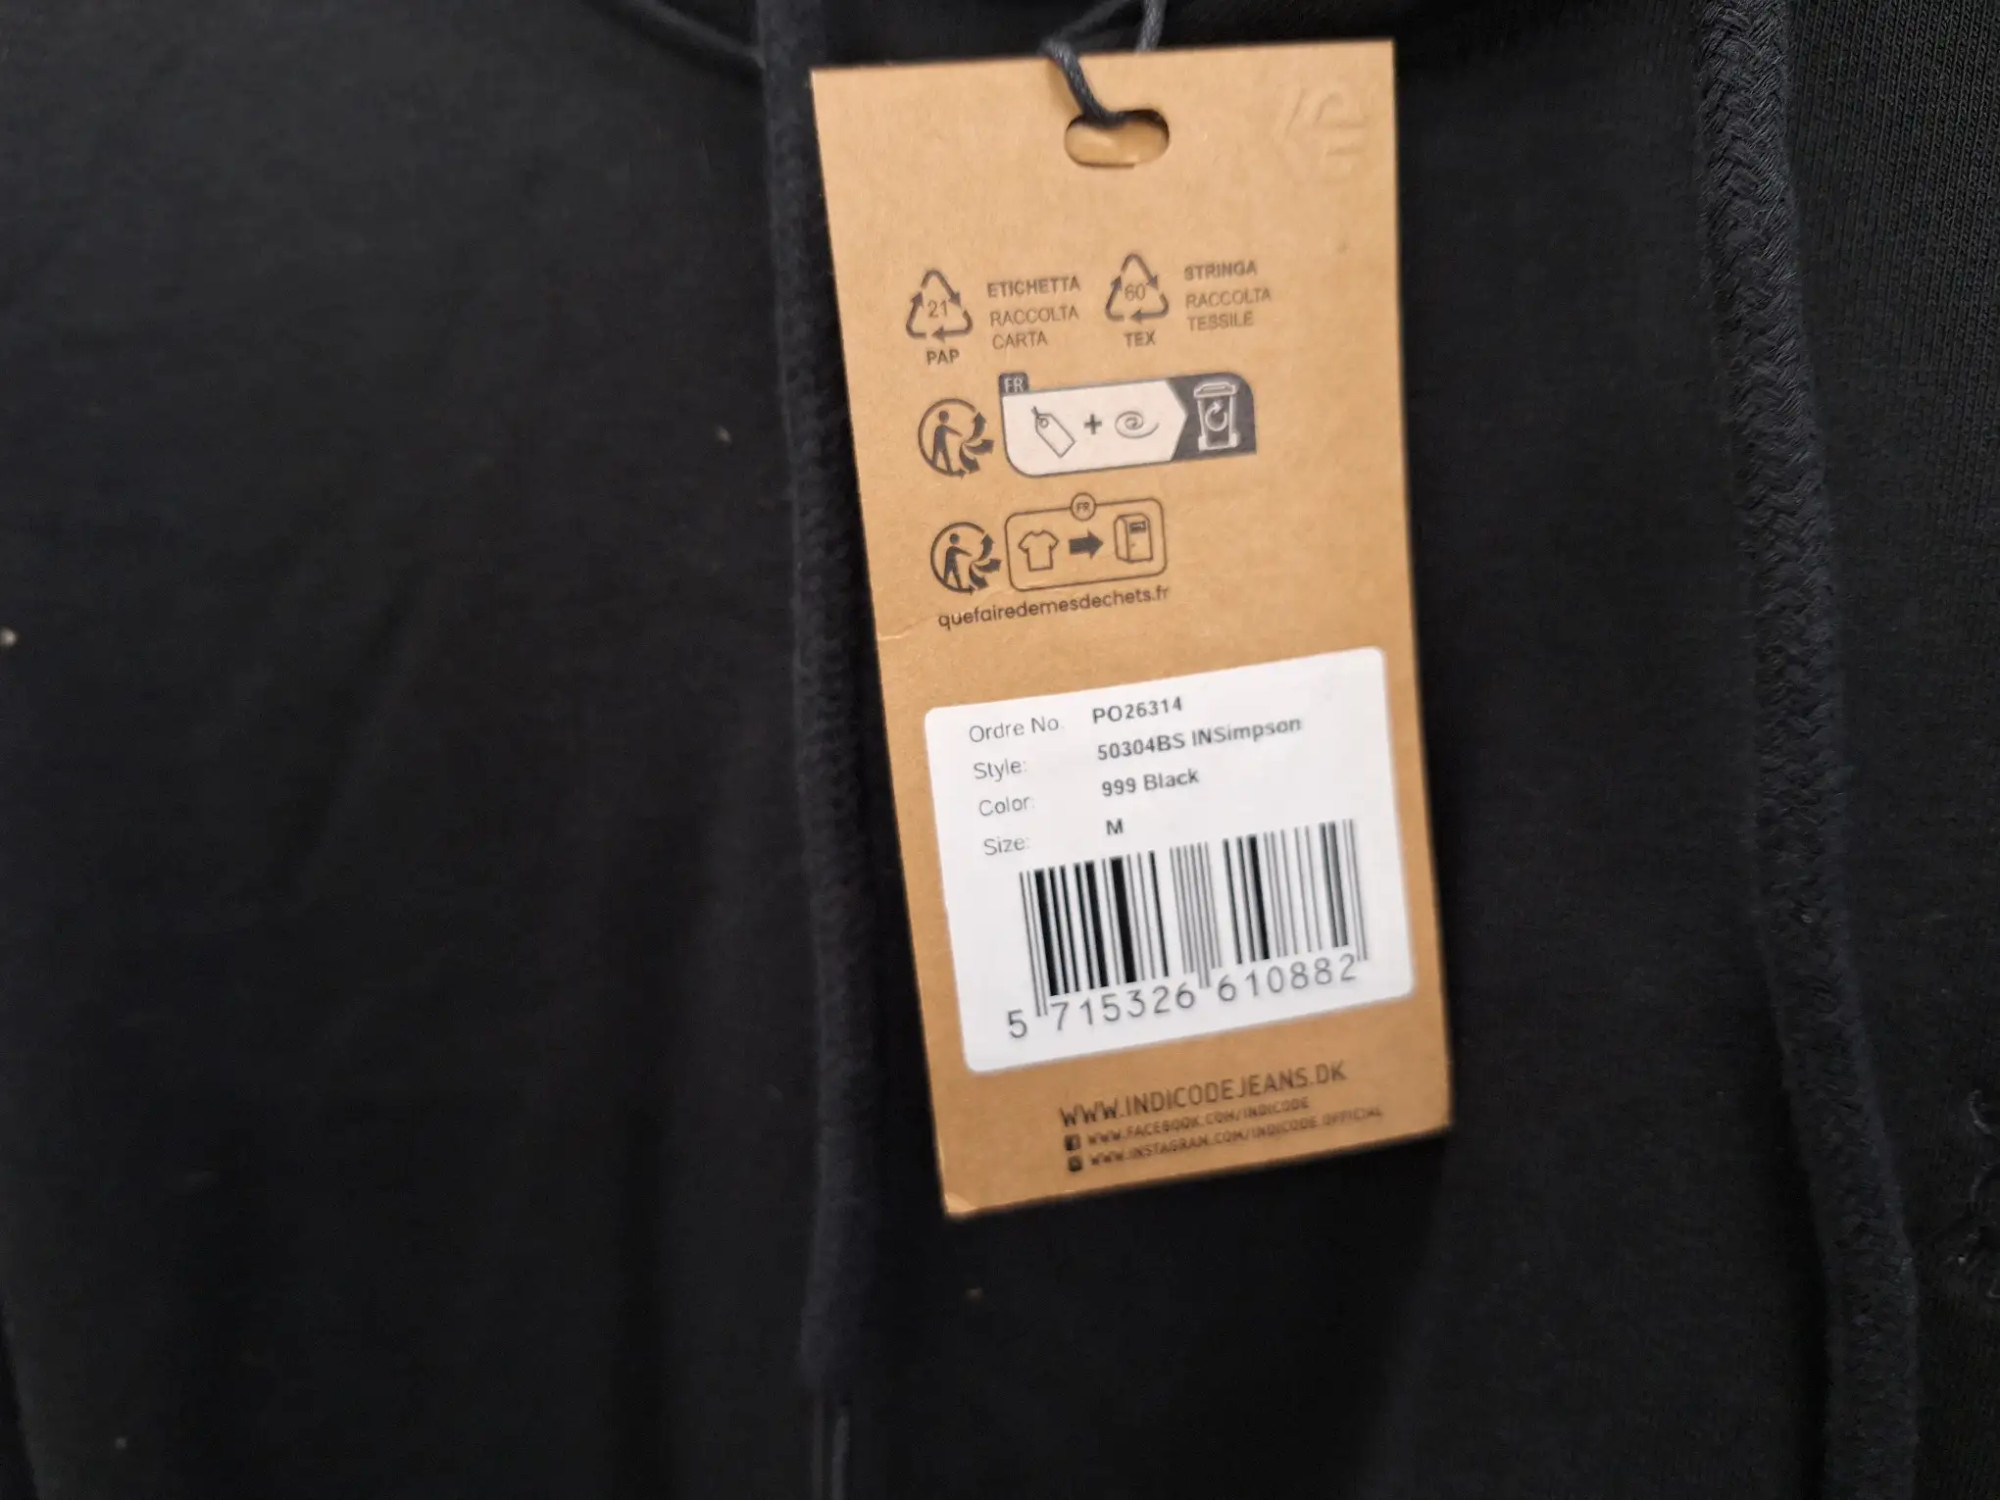 21
PAP
ETICHETTA
RACCOLTA
CARTA
60
TEX
STRINGA
RACCOLTA
TESSILE
FR
+
FR
quefairedemesdechets.fr
Ordre No. PO26314
Style: 50304BS INSimpson
Color: 999 Black
Size: M
5 715326 610882
WWW.INDICODEJEANS.DK
WWW.FACEBOOK.COM/INDICODE
WWW.INSTAGRAM.COM/INDICODE.OFFICIAL